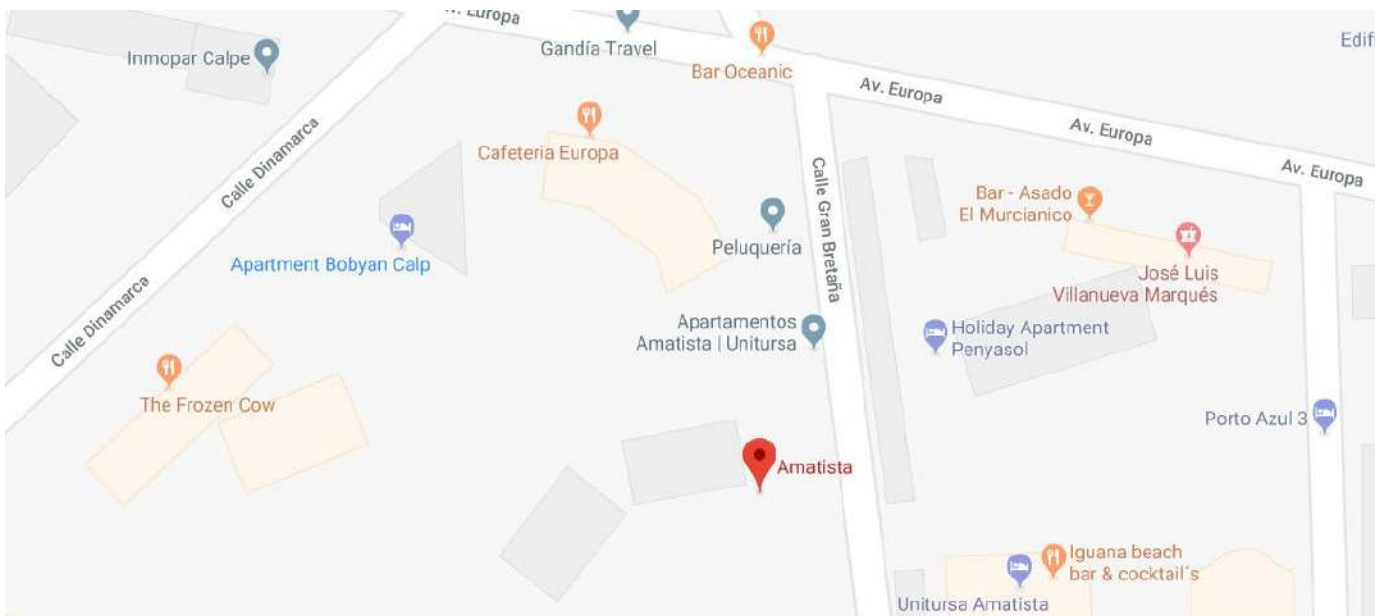 Av. Europa
Gandía Travel
Inmopar Calpe
Bar Oceanic
Edifi
Av. Europa
Av. Europa
Av. Europa
Calle Dinamarca
Cafeteria Europa
Calle Gran Bretaña
Bar - Asado
El Murcianico
Peluquería
Apartment Bobyan Calp
José Luis
Villanueva Marqués
Calle Dinamarca
Apartamentos
Amatista | Unitursa
Holiday Apartment
Penyasol
The Frozen Cow
Porto Azul 3
Amatista
Iguana beach
bar & cocktail´s
Unitursa Amatista